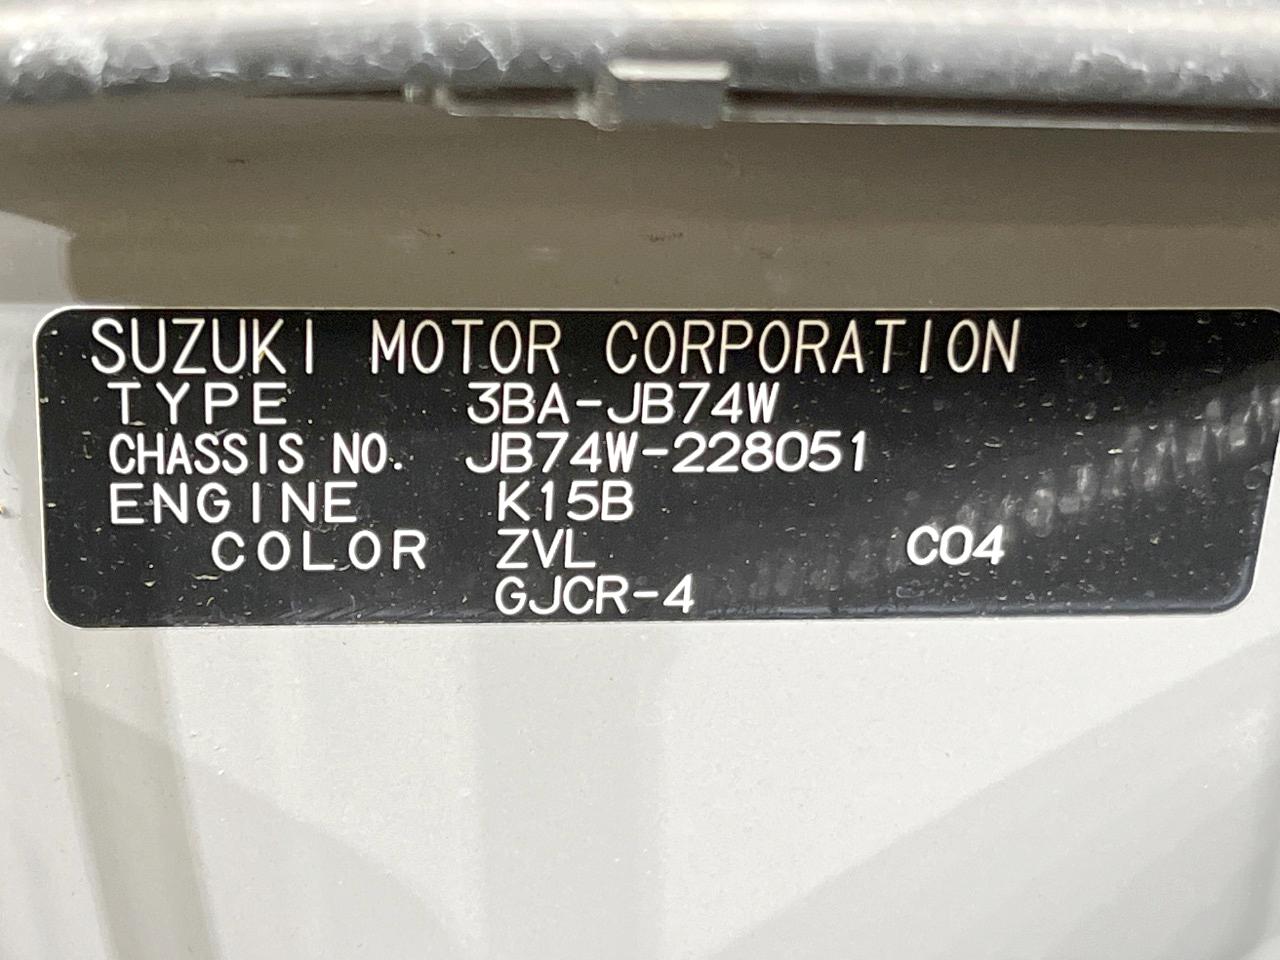 SUZUKI MOTOR CORPORATION
TYPE 3BA-JB74W
CHASSIS NO. JB74W-228051
ENGINE K15B
COLOR ZVL C04
GJCR-4